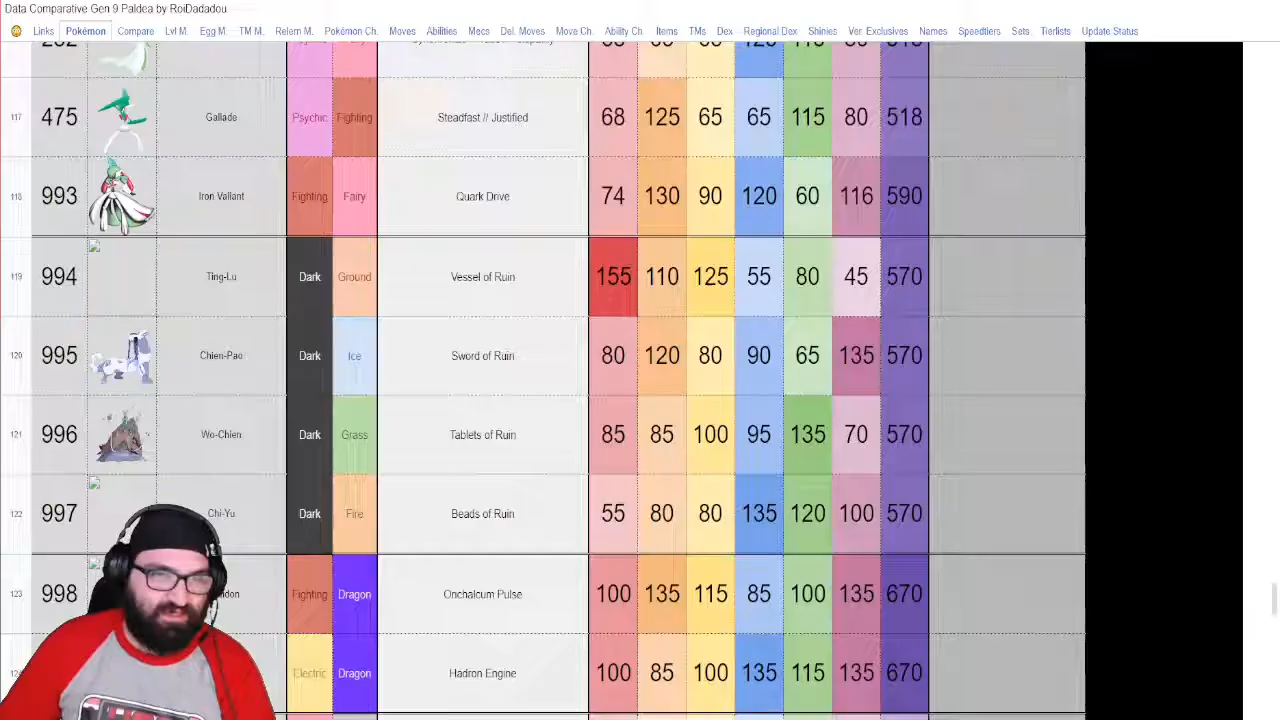 Data Comparative Gen 9 Paldea by RoiDadadou
Links Pokémon Compare Lvl M. Egg M. TM M. Relern M. Pokémon Ch. Moves Abilities Mecs Del. Moves Move Ch. Ability Ch. Items TMs Dex Regional Dex Shinies Ver. Exclusives Names Speedtiers Sets Tierlists Update Status
117 475 Gallade Psychic Fighting Steadfast // Justified 68 125 65 65 115 80 518
118 993 Iron Valiant Fighting Fairy Quark Drive 74 130 90 120 60 116 590
119 994 Ting-Lu Dark Ground Vessel of Ruin 155 110 125 55 80 45 570
120 995 Chien-Pao Dark Ice Sword of Ruin 80 120 80 90 65 135 570
121 996 Wo-Chien Dark Grass Tablets of Ruin 85 85 100 95 135 70 570
122 997 Chi-Yu Dark Fire Beads of Ruin 55 80 80 135 120 100 570
123 998 Fighting Dragon Onchalcum Pulse 100 135 115 85 100 135 670
Electric Dragon Hadron Engine 100 85 100 135 115 135 670